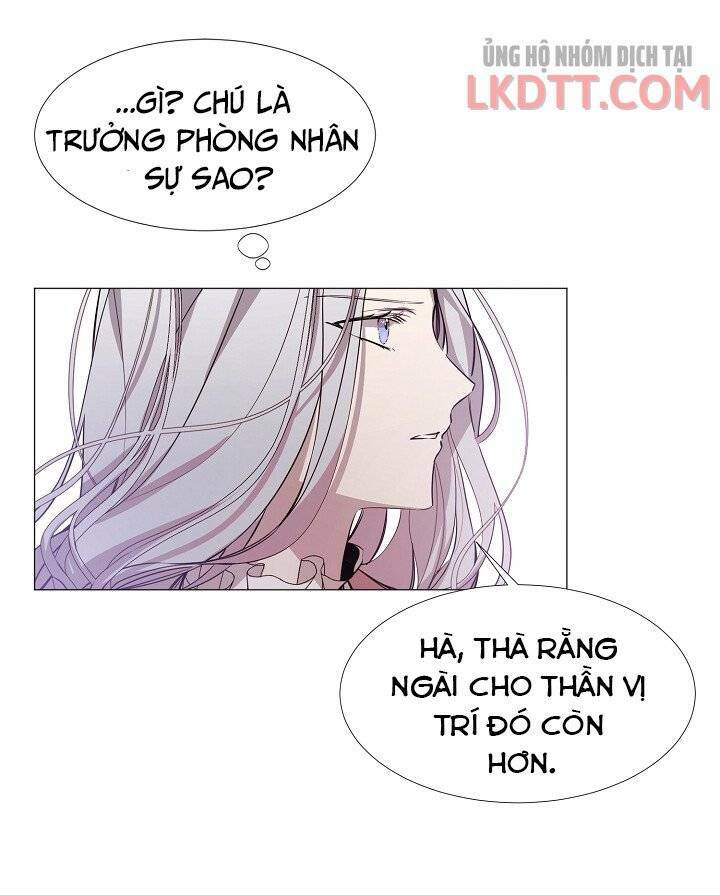 ỦNG HỘ NHÓM DỊCH TẠI
LKDTT.COM
...GÌ? CHÚ LÀ
TRƯỞNG PHÒNG NHÂN
SỰ SAO?
HÀ, THÀ RẰNG
NGÀI CHO THẦN VỊ
TRÍ ĐÓ CÒN
HƠN.